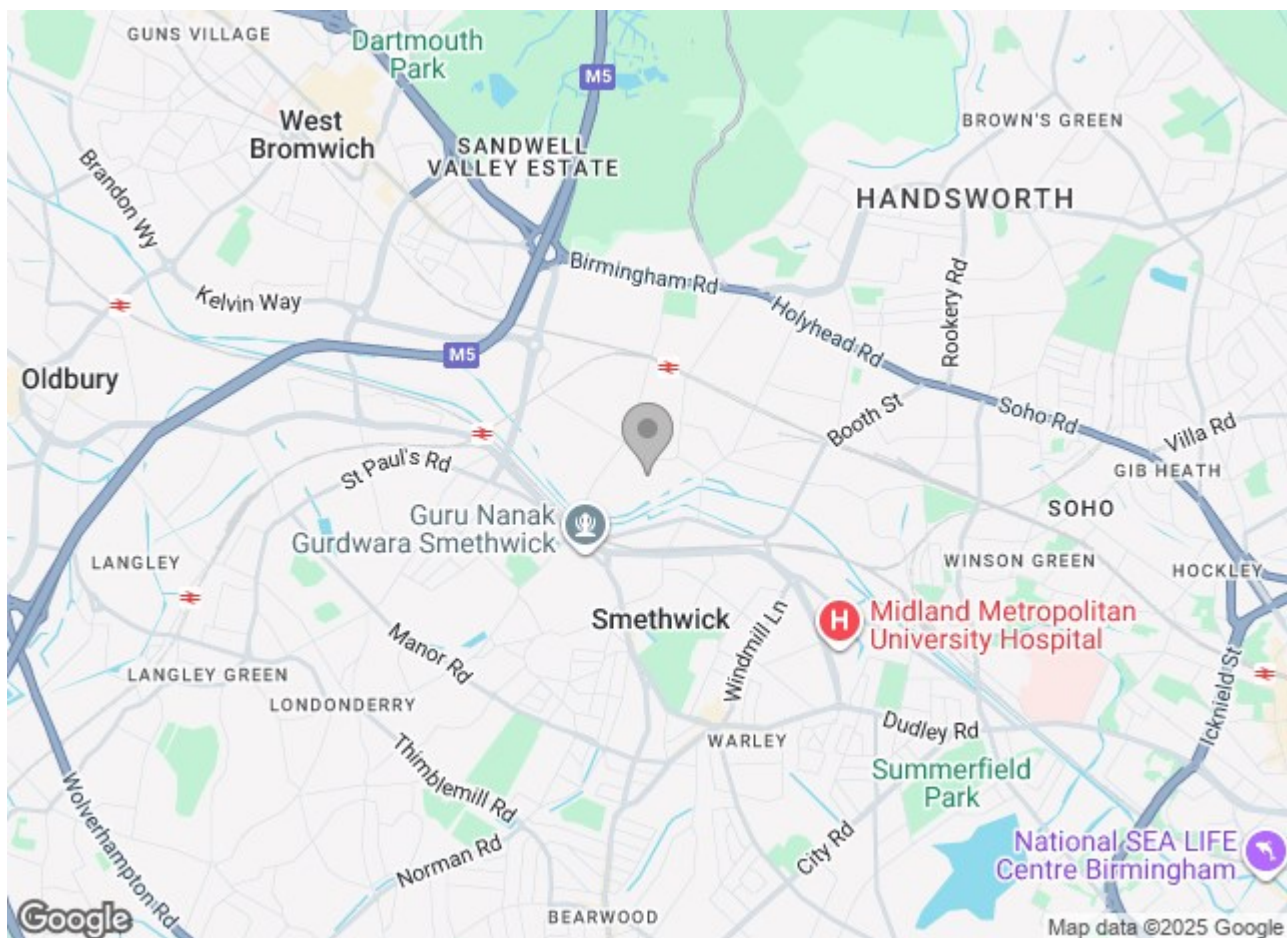 GUNS VILLAGE
Dartmouth
Park
M5
West
Bromwich
SANDWELL
VALLEY ESTATE
BROWN'S GREEN
HANDSWORTH
Brandon Wy
Birmingham Rd
Kelvin Way
Holyhead Rd
Rookery Rd
M5
Oldbury
Booth St
Soho Rd
Villa Rd
St Paul's Rd
GIB HEATH
Guru Nanak
Gurdwara Smethwick
SOHO
LANGLEY
WINSON GREEN
HOCKLEY
Smethwick
Windmill Ln
H
Midland Metropolitan
University Hospital
Manor Rd
LANGLEY GREEN
LONDONDERRY
Icknield St
Dudley Rd
WARLEY
Thimblemill Rd
Summerfield
Park
Wolverhampton Rd
Norman Rd
City Rd
National SEA LIFE
Centre Birmingham
BEARWOOD
Google
Map data ©2025 Google